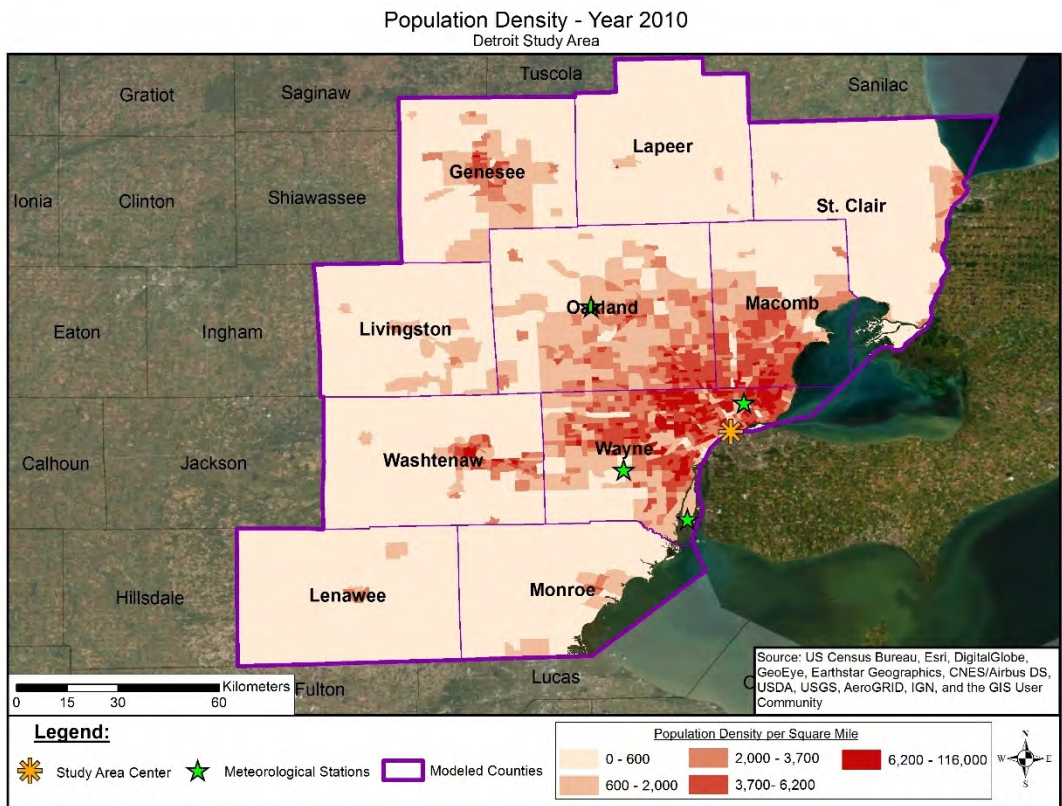 Population Density - Year 2010
Detroit Study Area
Tuscola
Sanilac
Gratiot
Saginaw
Lapeer
Genesee
Ionia
Clinton
Shiawassee
St. Clair
Oakland
Macomb
Livingston
Eaton
Ingham
Wayne
Washtenaw
Calhoun
Jackson
Hillsdale
Lenawee
Monroe
Lucas
Fulton
Kilometers
0 15 30 60
Source: US Census Bureau, Esri, DigitalGlobe,
GeoEye, Earthstar Geographics, CNES/Airbus DS,
USDA, USGS, AeroGRID, IGN, and the GIS User
Community
Legend:
Study Area Center
Meteorological Stations
Modeled Counties
Population Density per Square Mile
0 - 600
2,000 - 3,700
6,200 - 116,000
600 - 2,000
3,700- 6,200
N
W E
S